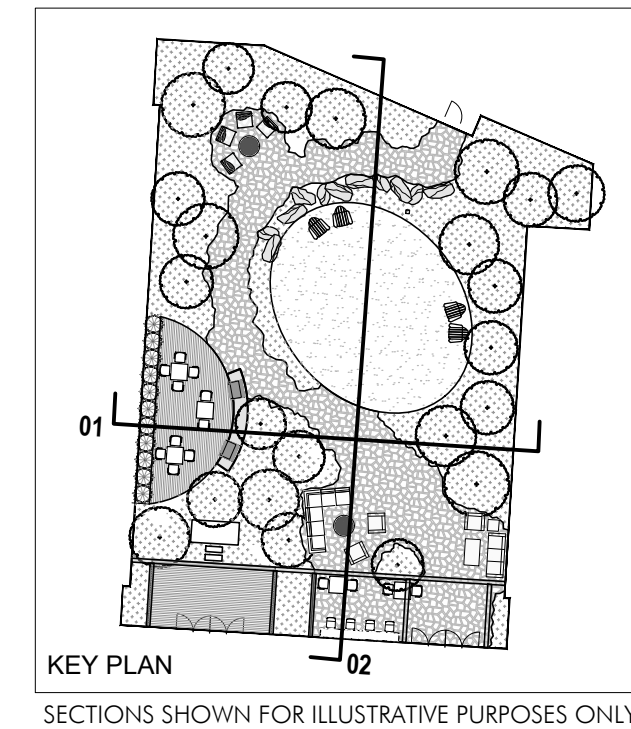 01
KEY PLAN
02
SECTIONS SHOWN FOR ILLUSTRATIVE PURPOSES ONLY